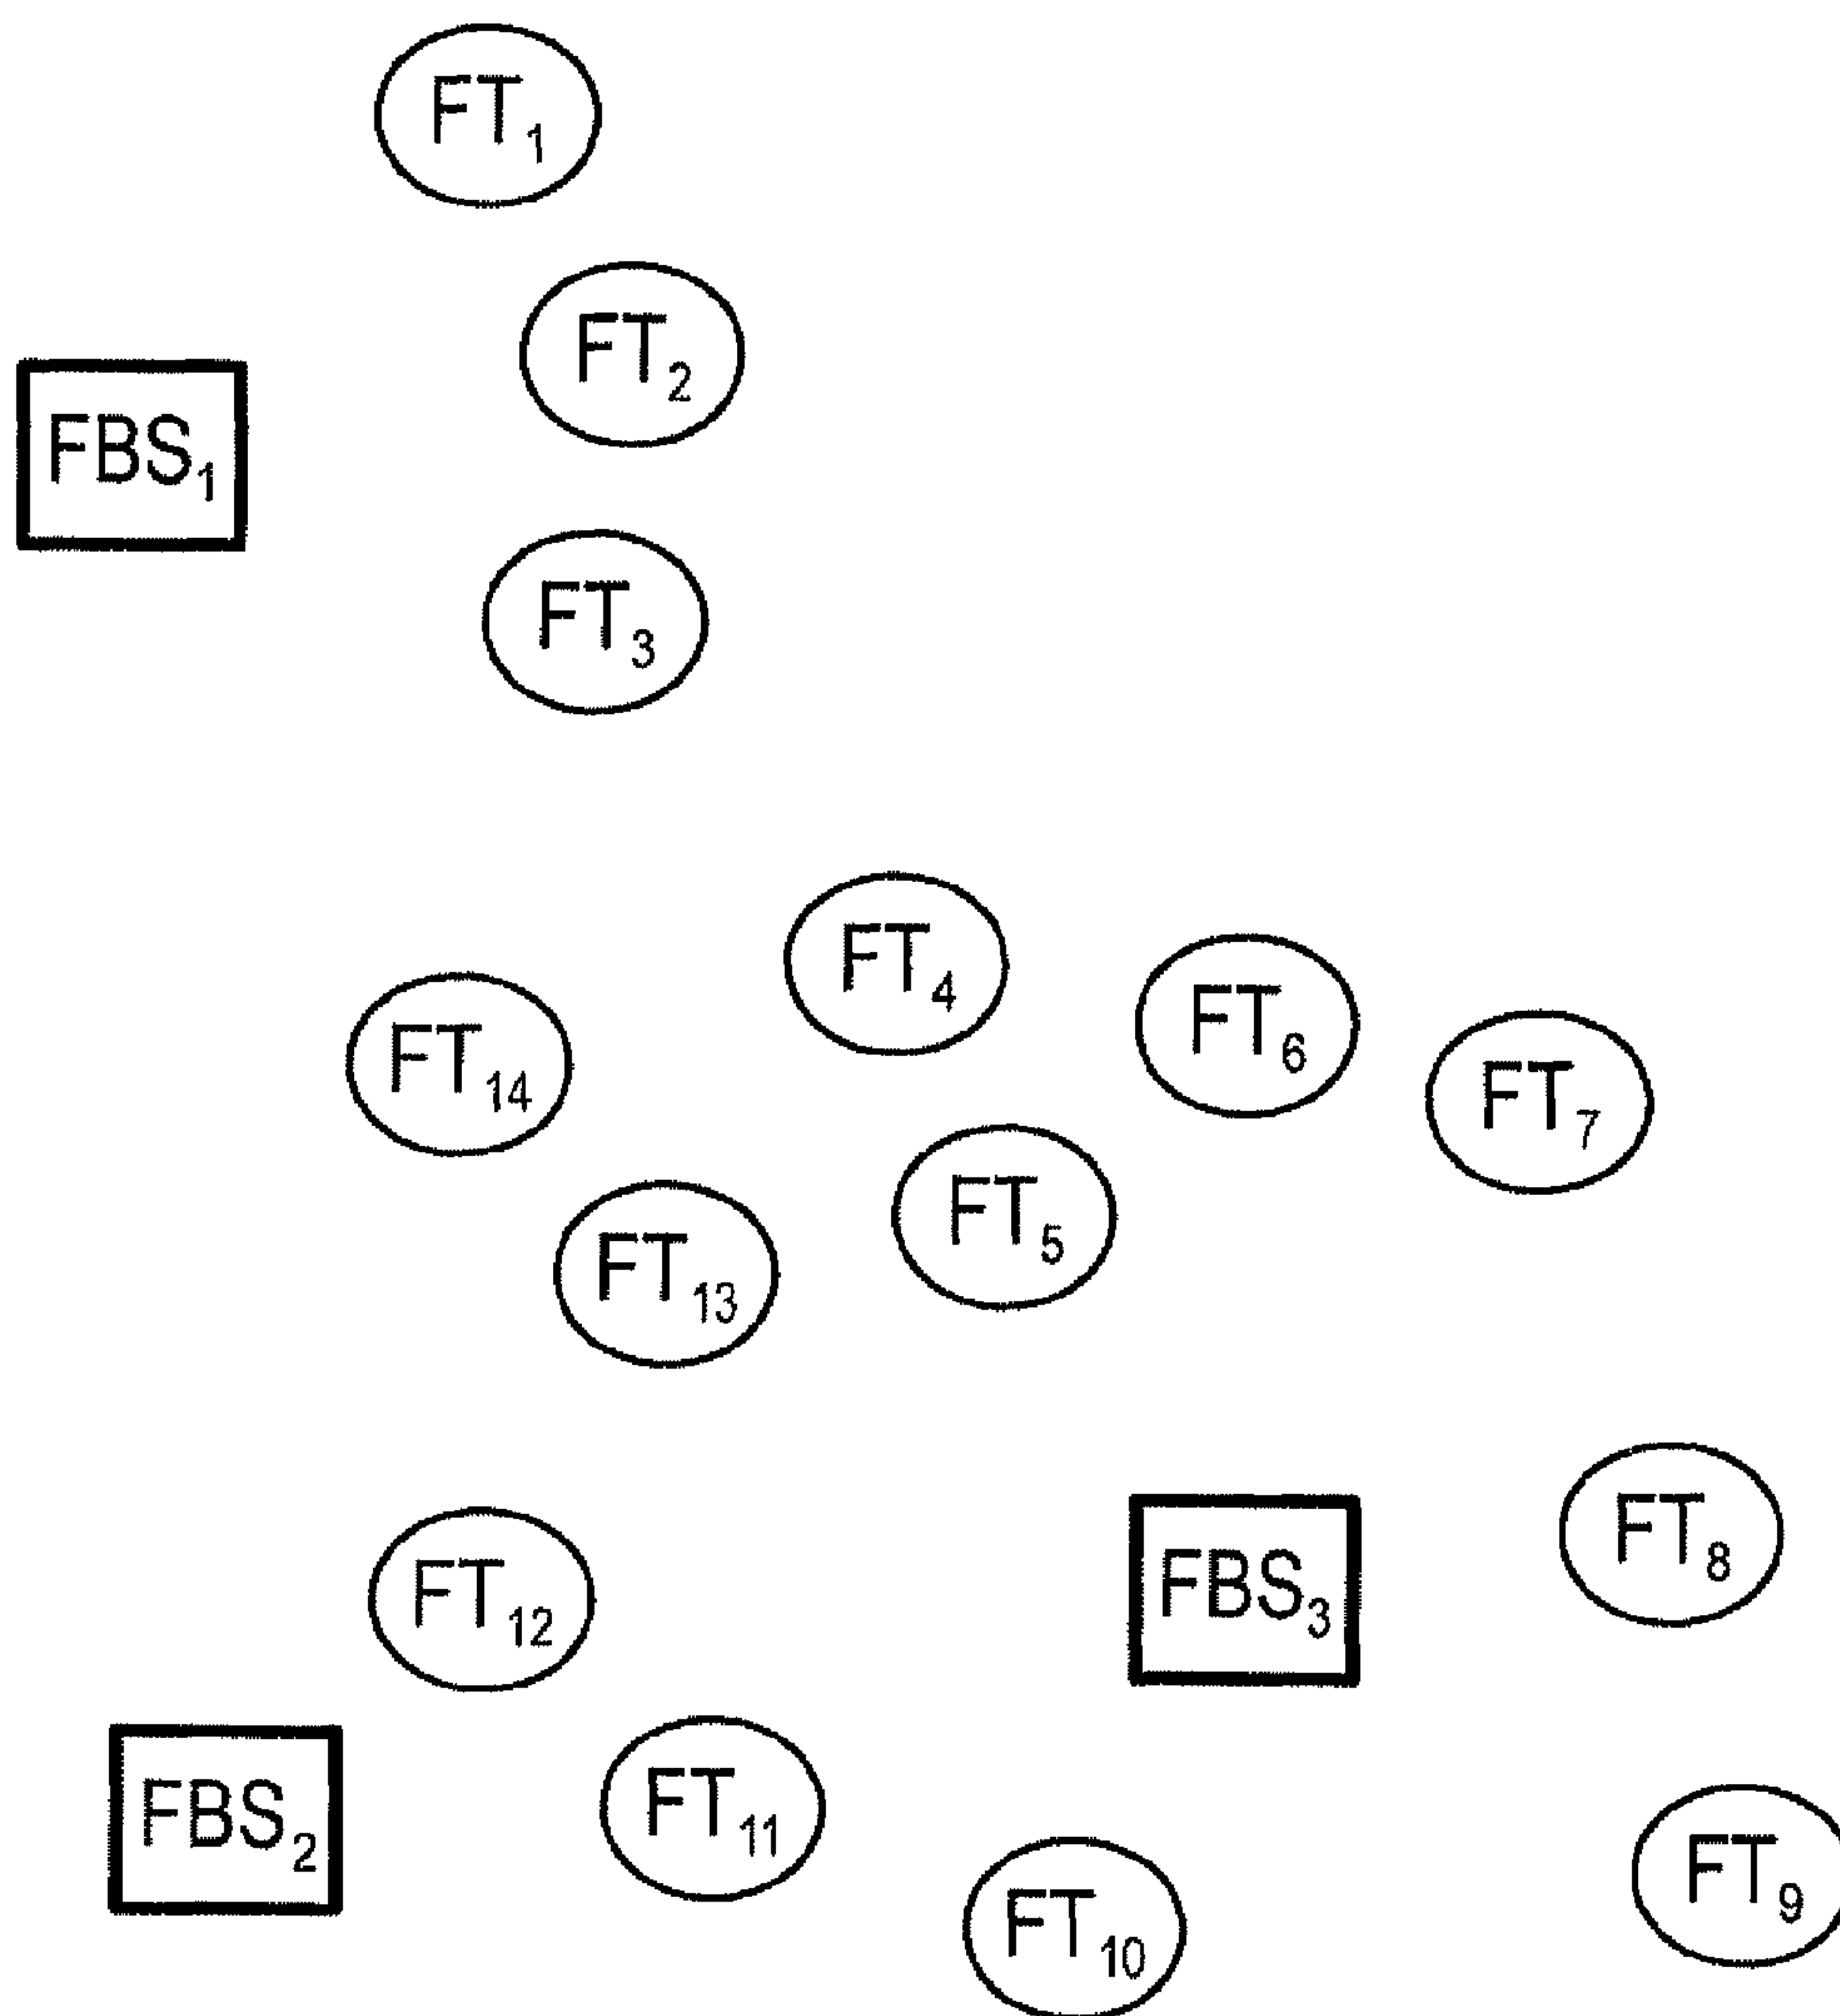 FT₁
FT₂
FBS₁
FT₃
FT₄
FT₆
FT₁₄
FT₇
FT₅
FT₁₃
FT₈
FBS₃
FT₁₂
FT₁₁
FBS₂
FT₉
FT₁₀